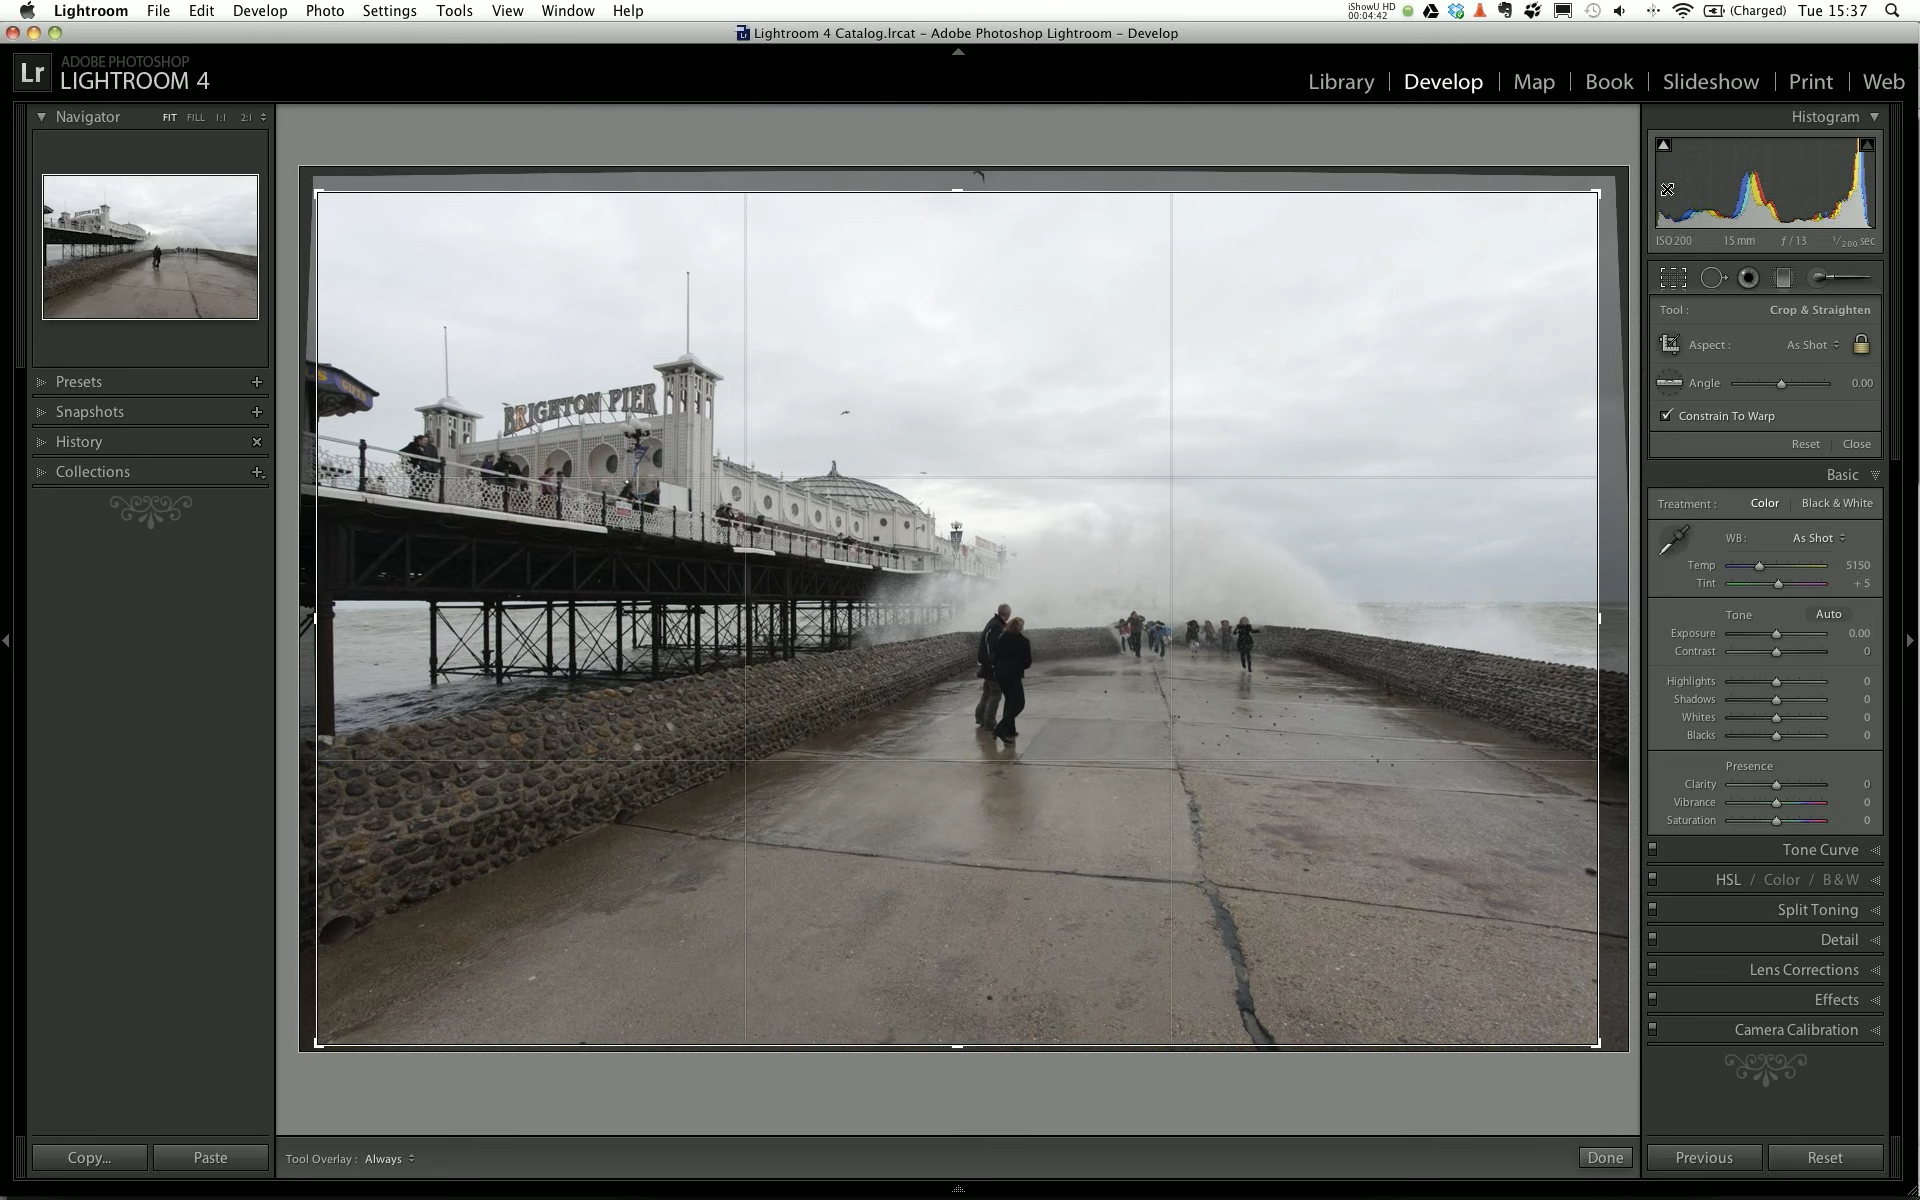 Lightroom File Edit Develop Photo Settings Tools View Window Help iShowU HD 00:04:42 (Charged) Tue 15:37
Lightroom 4 Catalog.lrcat – Adobe Photoshop Lightroom – Develop
Lr ADOBE PHOTOSHOP
LIGHTROOM 4
Library | Develop | Map | Book | Slideshow | Print | Web
Navigator FIT FILL 1:1 2:1
Presets
Snapshots
History
Collections
BRIGHTON PIER
Histogram
ISO 200 15 mm ƒ / 13 1/200 sec
Tool : Crop & Straighten
Aspect : As Shot
Angle 0.00
Constrain To Warp
Reset Close
Basic
Treatment : Color Black & White
WB : As Shot
Temp 5150
Tint + 5
Tone Auto
Exposure 0.00
Contrast 0
Highlights 0
Shadows 0
Whites 0
Blacks 0
Presence
Clarity 0
Vibrance 0
Saturation 0
Tone Curve
HSL / Color / B & W
Split Toning
Detail
Lens Corrections
Effects
Camera Calibration
Copy... Paste
Tool Overlay : Always
Done
Previous Reset